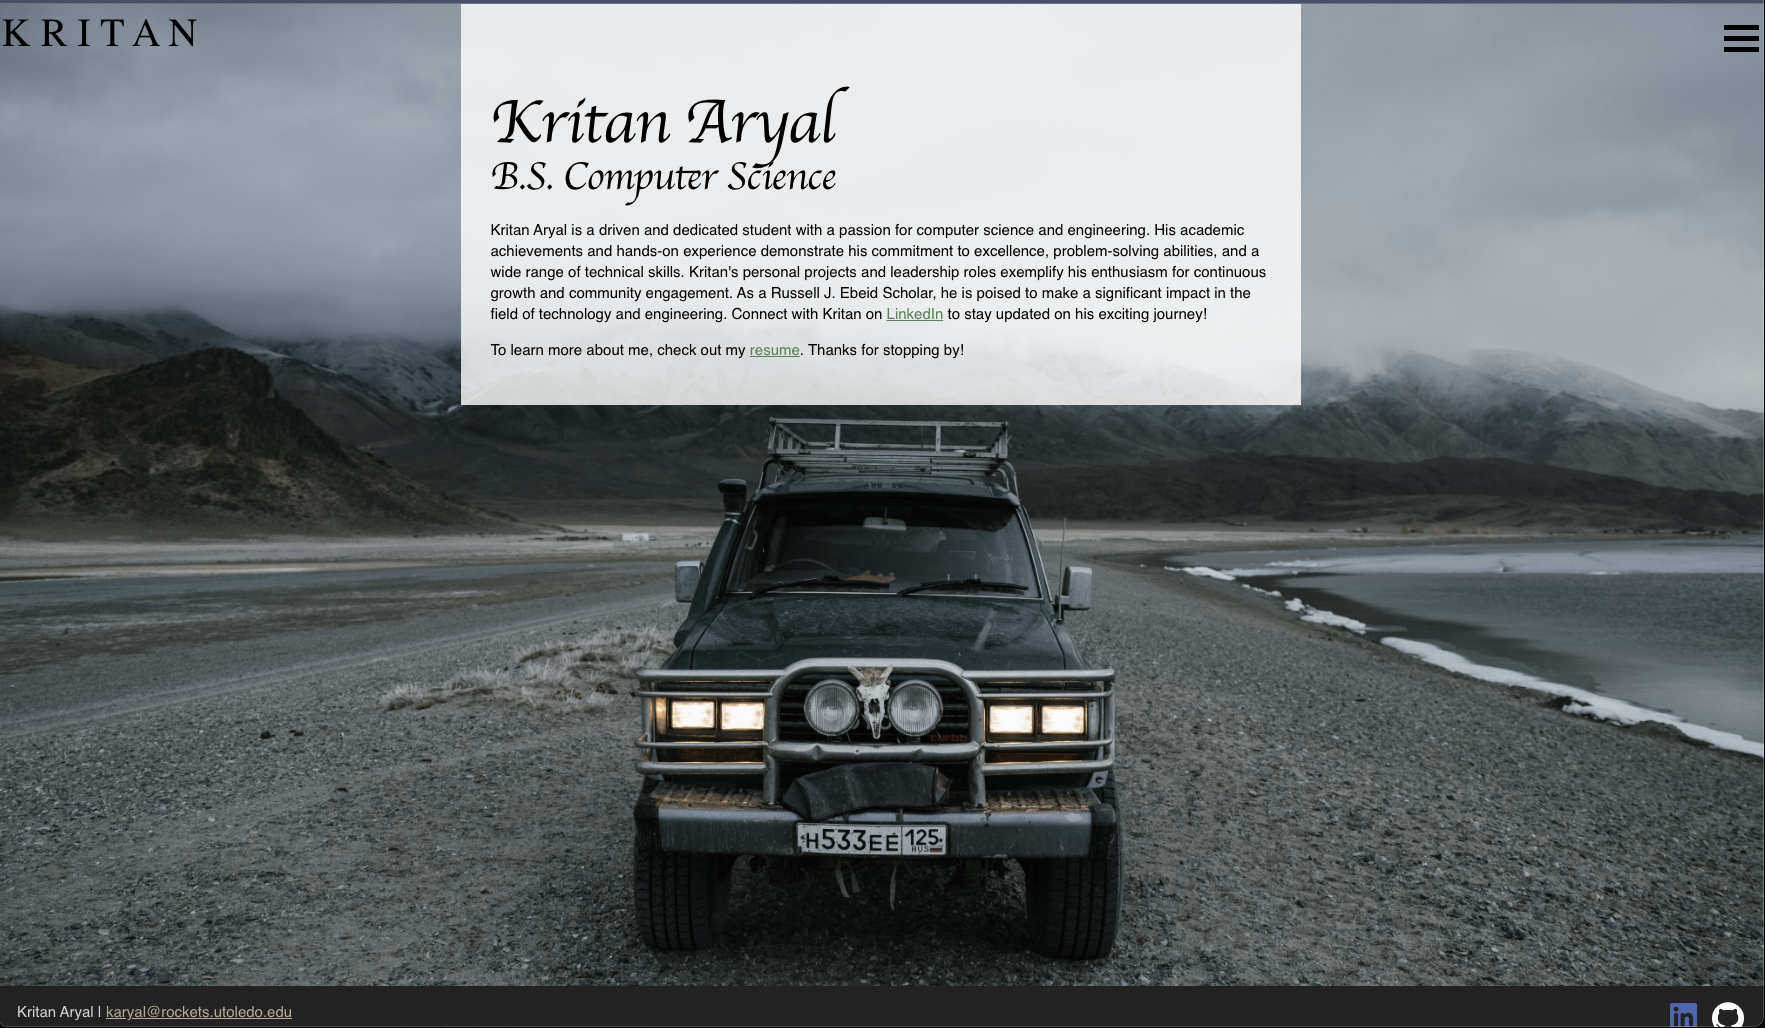 KRITAN
Kritan Aryal
B.S. Computer Science
Kritan Aryal is a driven and dedicated student with a passion for computer science and engineering. His academic
achievements and hands-on experience demonstrate his commitment to excellence, problem-solving abilities, and a
wide range of technical skills. Kritan's personal projects and leadership roles exemplify his enthusiasm for continuous
growth and community engagement. As a Russell J. Ebeid Scholar, he is poised to make a significant impact in the
field of technology and engineering. Connect with Kritan on LinkedIn to stay updated on his exciting journey!
To learn more about me, check out my resume. Thanks for stopping by!
turbo
Н533ЕЕ 125
RUS
Kritan Aryal | karyal@rockets.utoledo.edu
in